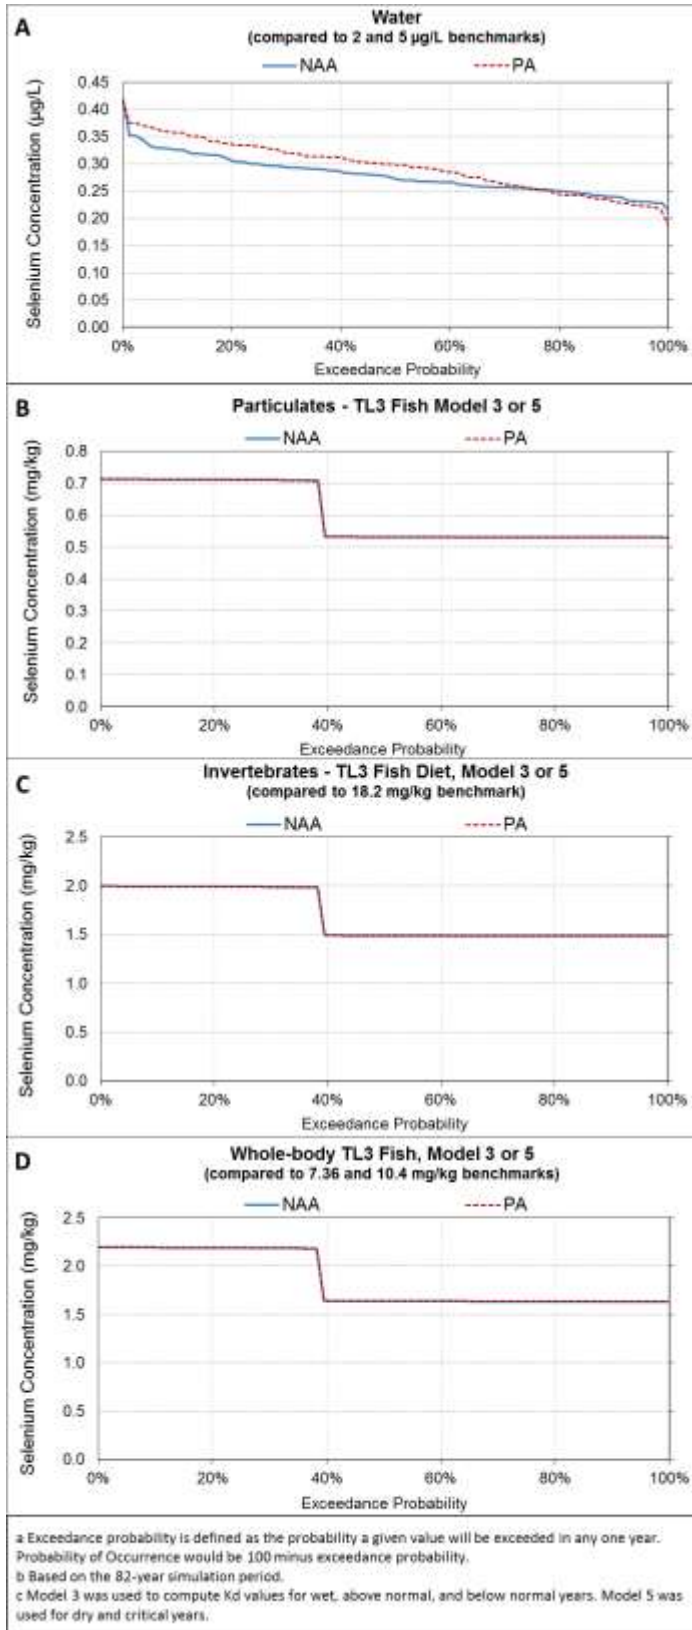 A
Water
(compared to 2 and 5 µg/L benchmarks)
NAA PA
Selenium Concentration (µg/L)
0.45
0.40
0.35
0.30
0.25
0.20
0.15
0.10
0.05
0.00
0% 20% 40% 60% 80% 100%
Exceedance Probability
B
Particulates - TL3 Fish Model 3 or 5
NAA PA
Selenium Concentration (mg/kg)
0.8
0.7
0.6
0.5
0.4
0.3
0.2
0.1
0.0
0% 20% 40% 60% 80% 100%
Exceedance Probability
C
Invertebrates - TL3 Fish Diet, Model 3 or 5
(compared to 18.2 mg/kg benchmark)
NAA PA
Selenium Concentration (mg/kg)
2.5
2.0
1.5
1.0
0.5
0.0
0% 20% 40% 60% 80% 100%
Exceedance Probability
D
Whole-body TL3 Fish, Model 3 or 5
(compared to 7.36 and 10.4 mg/kg benchmarks)
NAA PA
Selenium Concentration (mg/kg)
2.5
2.0
1.5
1.0
0.5
0.0
0% 20% 40% 60% 80% 100%
Exceedance Probability
a Exceedance probability is defined as the probability a given value will be exceeded in any one year.
Probability of Occurrence would be 100 minus exceedance probability.
b Based on the 82-year simulation period.
c Model 3 was used to compute Kd values for wet, above normal, and below normal years. Model 5 was
used for dry and critical years.